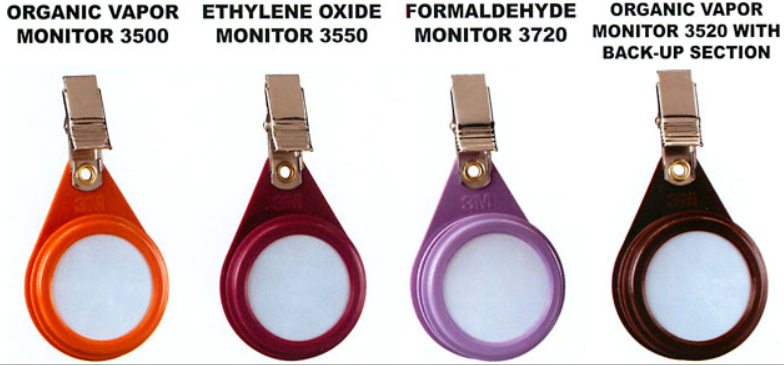 ORGANIC VAPOR
MONITOR 3500
ETHYLENE OXIDE
MONITOR 3550
FORMALDEHYDE
MONITOR 3720
ORGANIC VAPOR
MONITOR 3520 WITH
BACK-UP SECTION
3M
3M
3M
3M